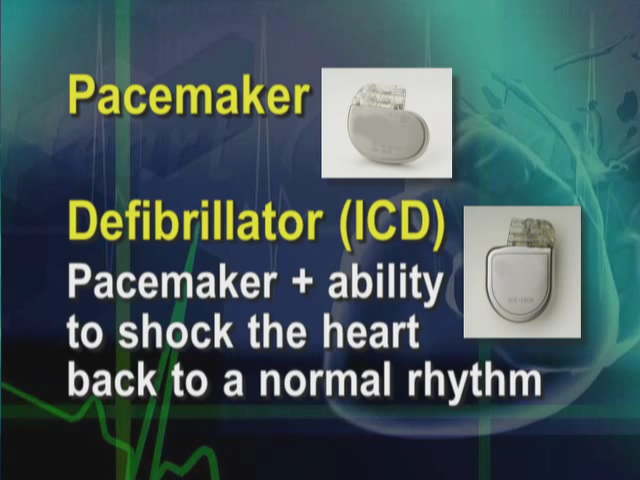 Pacemaker
Defibrillator (ICD)
Pacemaker + ability
to shock the heart
back to a normal rhythm